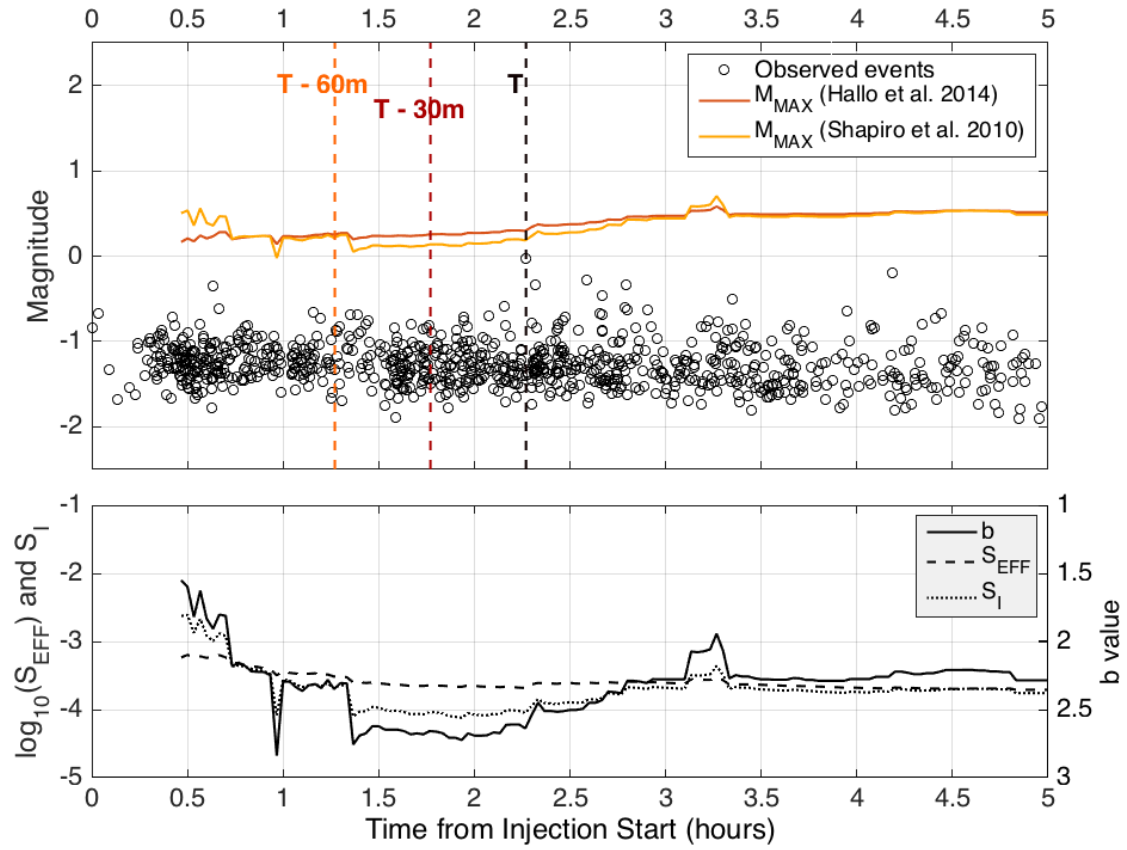 0 0.5 1 1.5 2 2.5 3 3.5 4 4.5 5
2
1
0
-1
-2
Magnitude
T - 60m
T - 30m
T
Observed events
M_MAX (Hallo et al. 2014)
M_MAX (Shapiro et al. 2010)
-1
-2
-3
-4
-5
log10(S_EFF) and S_I
b
S_EFF
S_I
1
1.5
2
2.5
3
b value
0 0.5 1 1.5 2 2.5 3 3.5 4 4.5 5
Time from Injection Start (hours)